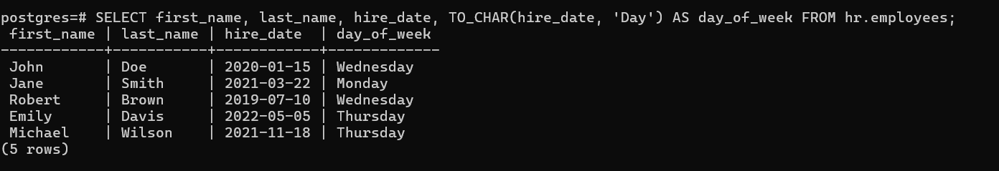 postgres=# SELECT first_name, last_name, hire_date, TO_CHAR(hire_date, 'Day') AS day_of_week FROM hr.employees;
 first_name | last_name | hire_date  | day_of_week
------------+-----------+------------+-------------
 John       | Doe       | 2020-01-15 | Wednesday
 Jane       | Smith     | 2021-03-22 | Monday
 Robert     | Brown     | 2019-07-10 | Wednesday
 Emily      | Davis     | 2022-05-05 | Thursday
 Michael    | Wilson    | 2021-11-18 | Thursday
(5 rows)